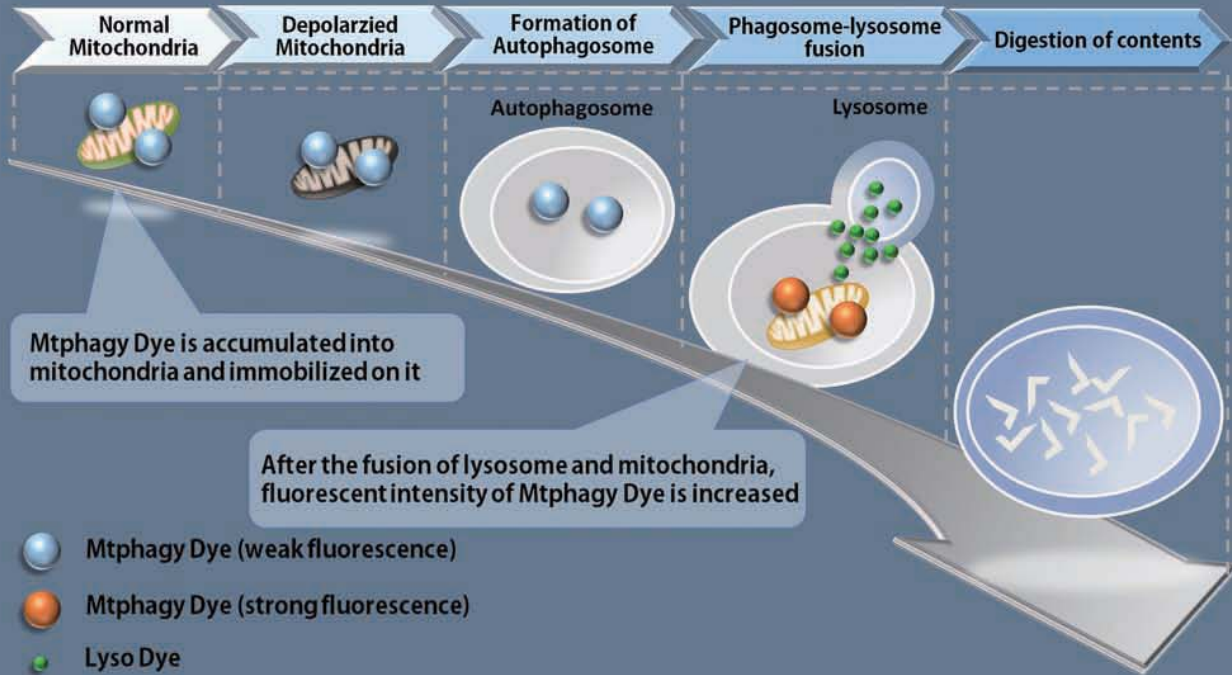 Normal
Mitochondria
Depolarzied
Mitochondria
Formation of
Autophagosome
Phagosome-lysosome
fusion
Digestion of contents
Autophagosome
Lysosome
Mtphagy Dye is accumulated into
mitochondria and immobilized on it
After the fusion of lysosome and mitochondria,
fluorescent intensity of Mtphagy Dye is increased
Mtphagy Dye (weak fluorescence)
Mtphagy Dye (strong fluorescence)
Lyso Dye